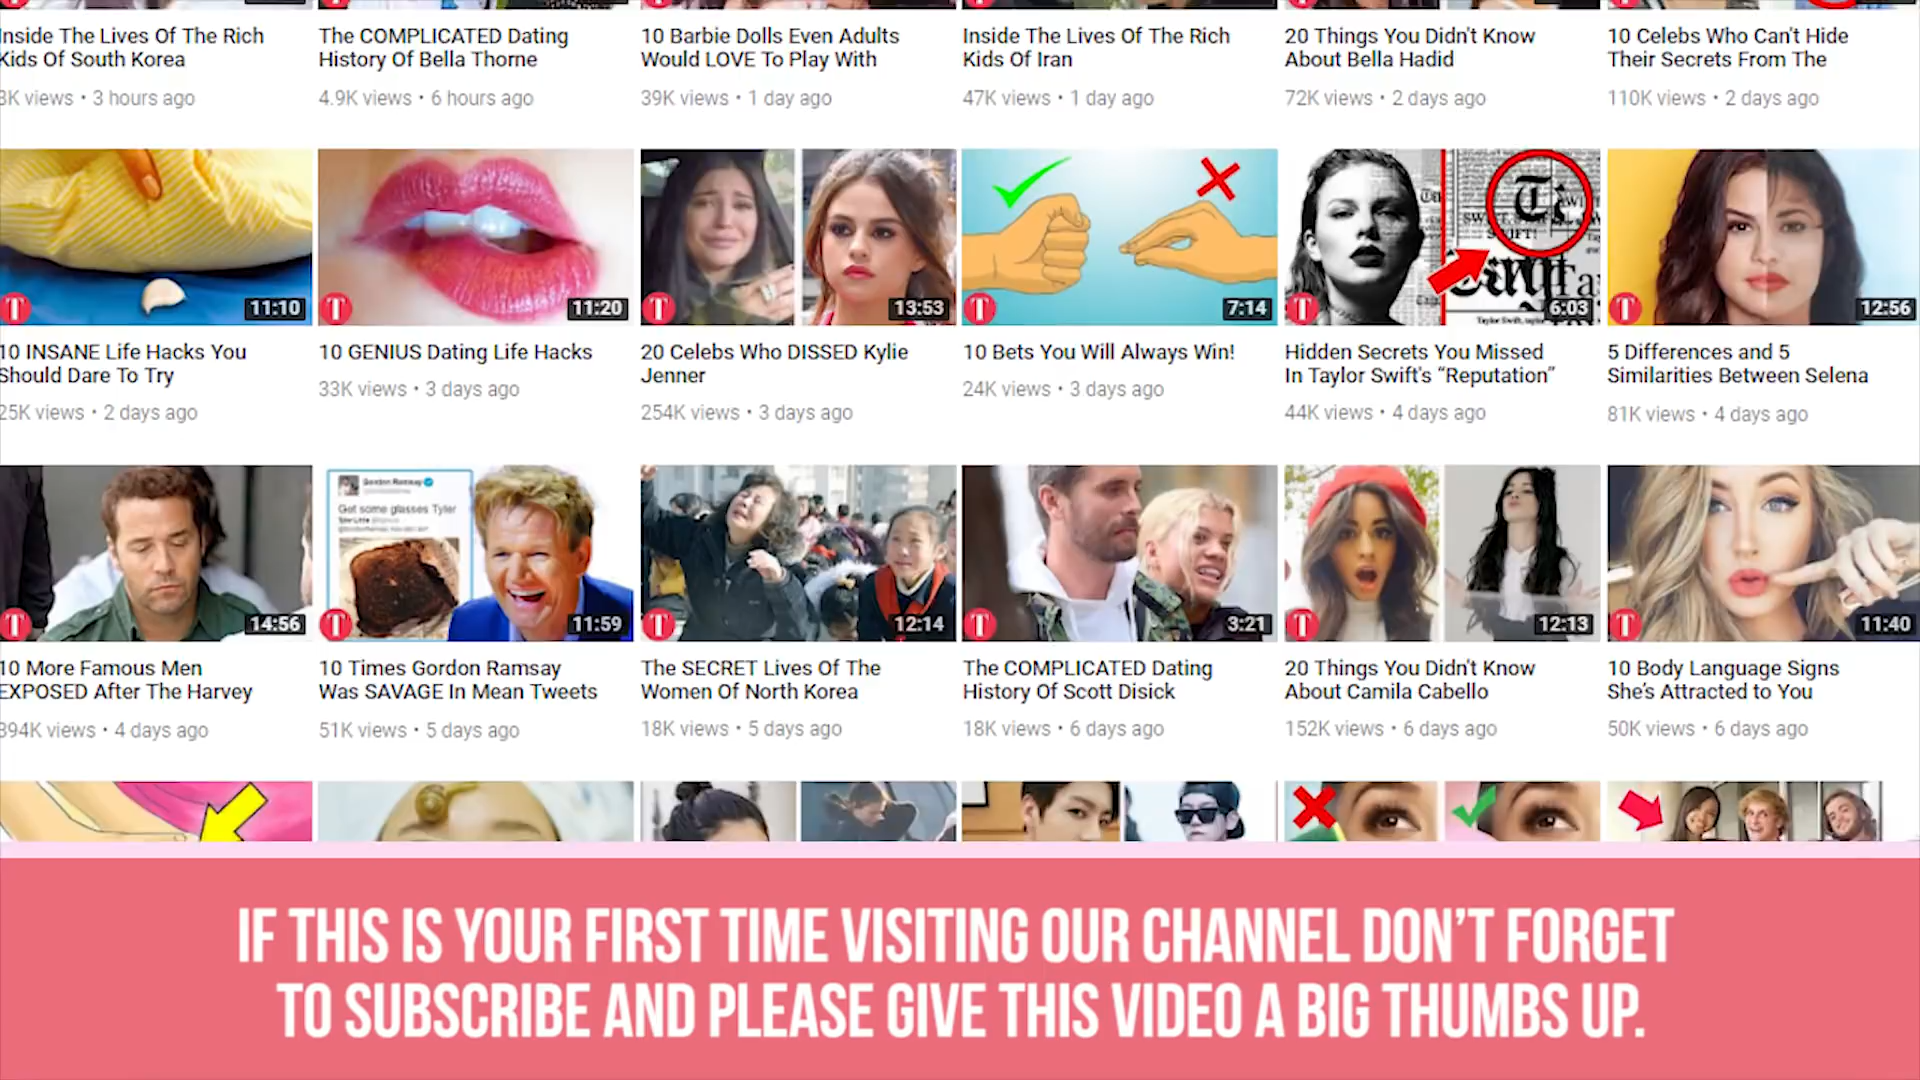 Inside The Lives Of The Rich
Kids Of South Korea
3K views • 3 hours ago
The COMPLICATED Dating
History Of Bella Thorne
4.9K views • 6 hours ago
10 Barbie Dolls Even Adults
Would LOVE To Play With
39K views • 1 day ago
Inside The Lives Of The Rich
Kids Of Iran
47K views • 1 day ago
20 Things You Didn't Know
About Bella Hadid
72K views • 2 days ago
10 Celebs Who Can't Hide
Their Secrets From The
110K views • 2 days ago
T
11:10
T
11:20
T
13:53
T
7:14
T
6:03
T
12:56
10 INSANE Life Hacks You
Should Dare To Try
25K views • 2 days ago
10 GENIUS Dating Life Hacks
33K views • 3 days ago
20 Celebs Who DISSED Kylie
Jenner
254K views • 3 days ago
10 Bets You Will Always Win!
24K views • 3 days ago
Hidden Secrets You Missed
In Taylor Swift's “Reputation”
44K views • 4 days ago
5 Differences and 5
Similarities Between Selena
81K views • 4 days ago
T
14:56
Gordon Ramsay
Get some glasses Tyler
T
11:59
T
12:14
T
3:21
T
12:13
T
11:40
10 More Famous Men
EXPOSED After The Harvey
394K views • 4 days ago
10 Times Gordon Ramsay
Was SAVAGE In Mean Tweets
51K views • 5 days ago
The SECRET Lives Of The
Women Of North Korea
18K views • 5 days ago
The COMPLICATED Dating
History Of Scott Disick
18K views • 6 days ago
20 Things You Didn't Know
About Camila Cabello
152K views • 6 days ago
10 Body Language Signs
She's Attracted to You
50K views • 6 days ago
IF THIS IS YOUR FIRST TIME VISITING OUR CHANNEL DON'T FORGET
TO SUBSCRIBE AND PLEASE GIVE THIS VIDEO A BIG THUMBS UP.